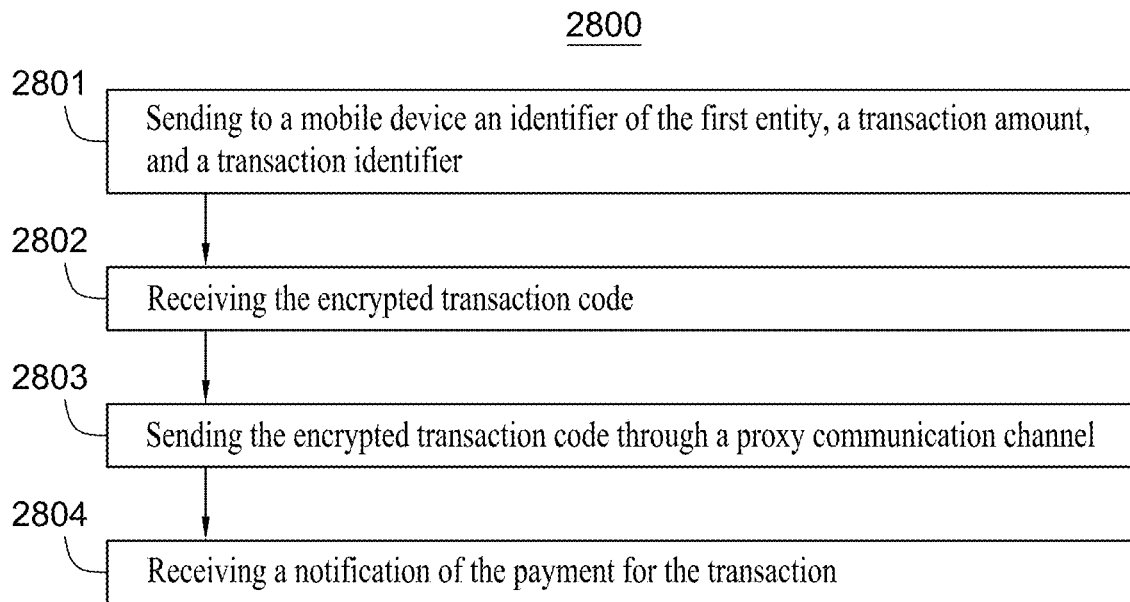 2800
2801
Sending to a mobile device an identifier of the first entity, a transaction amount,
and a transaction identifier
2802
Receiving the encrypted transaction code
2803
Sending the encrypted transaction code through a proxy communication channel
2804
Receiving a notification of the payment for the transaction